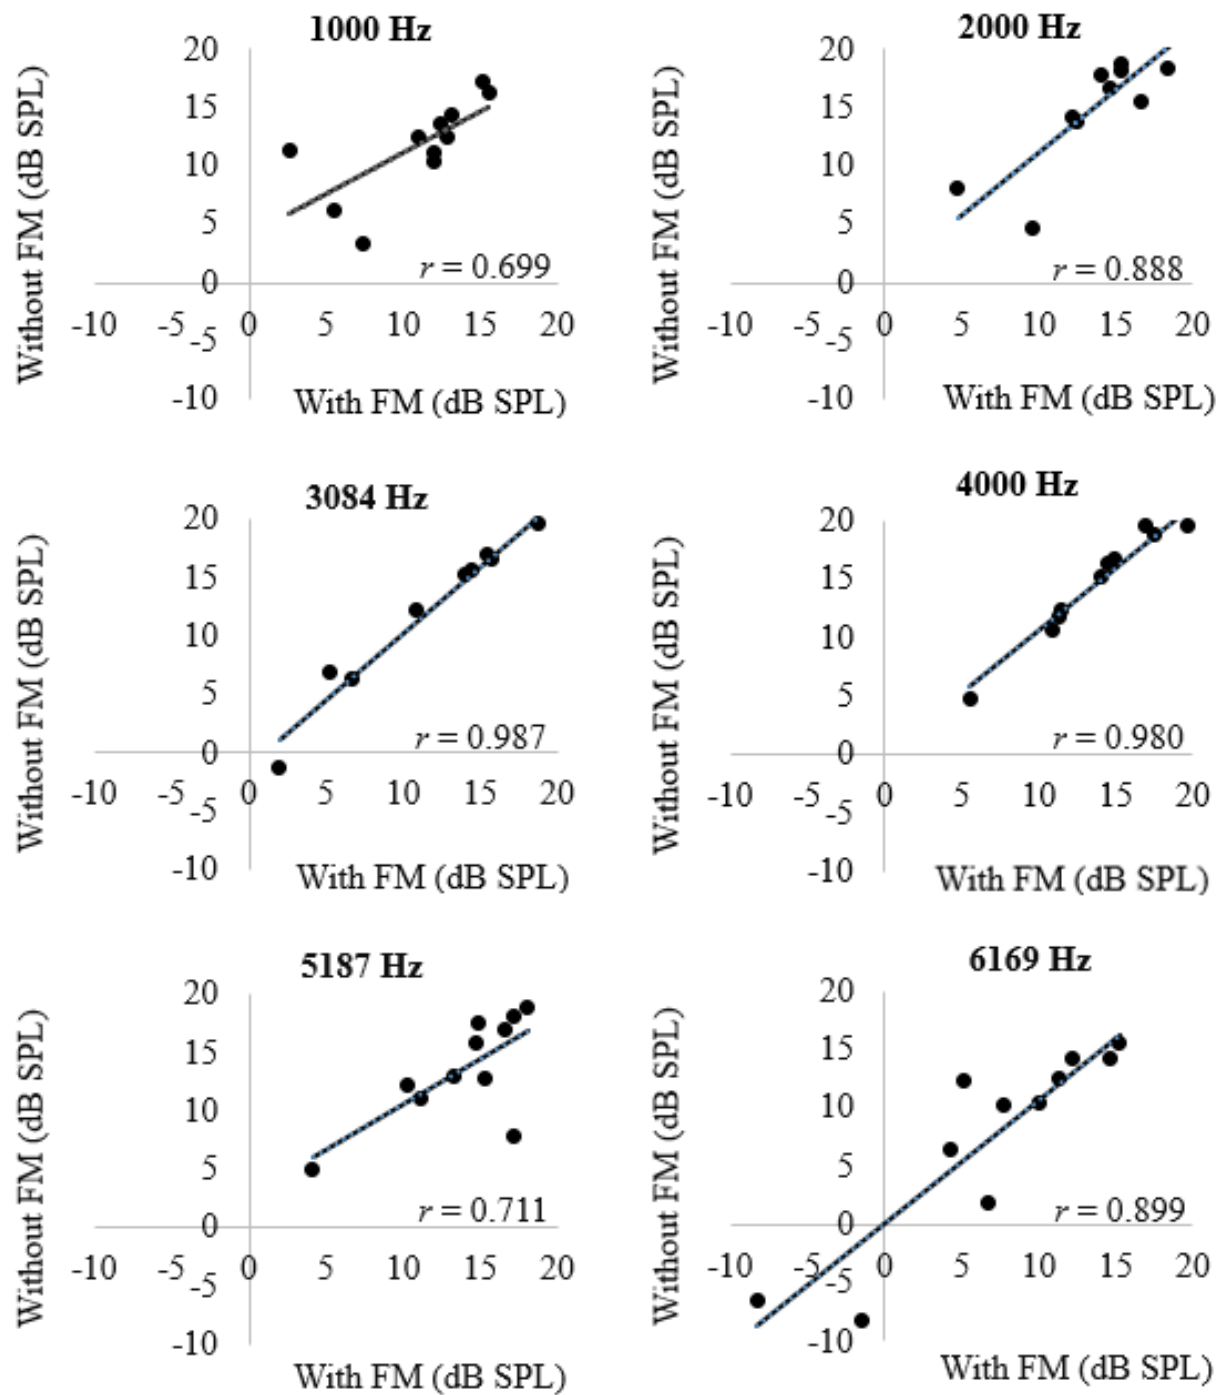 1000 Hz
Without FM (dB SPL)
20
15
10
5
0
-5
-10
-10 -5 0 5 10 15 20
r = 0.699
With FM (dB SPL)
2000 Hz
Without FM (dB SPL)
20
15
10
5
0
-5
-10
-10 -5 0 5 10 15 20
r = 0.888
With FM (dB SPL)
3084 Hz
Without FM (dB SPL)
20
15
10
5
0
-5
-10
-10 -5 0 5 10 15 20
r = 0.987
With FM (dB SPL)
4000 Hz
Without FM (dB SPL)
20
15
10
5
0
-5
-10
-10 -5 0 5 10 15 20
r = 0.980
With FM (dB SPL)
5187 Hz
Without FM (dB SPL)
20
15
10
5
0
-5
-10
-10 -5 0 5 10 15 20
r = 0.711
With FM (dB SPL)
6169 Hz
Without FM (dB SPL)
20
15
10
5
0
-5
-10
-10 -5 0 5 10 15 20
r = 0.899
With FM (dB SPL)